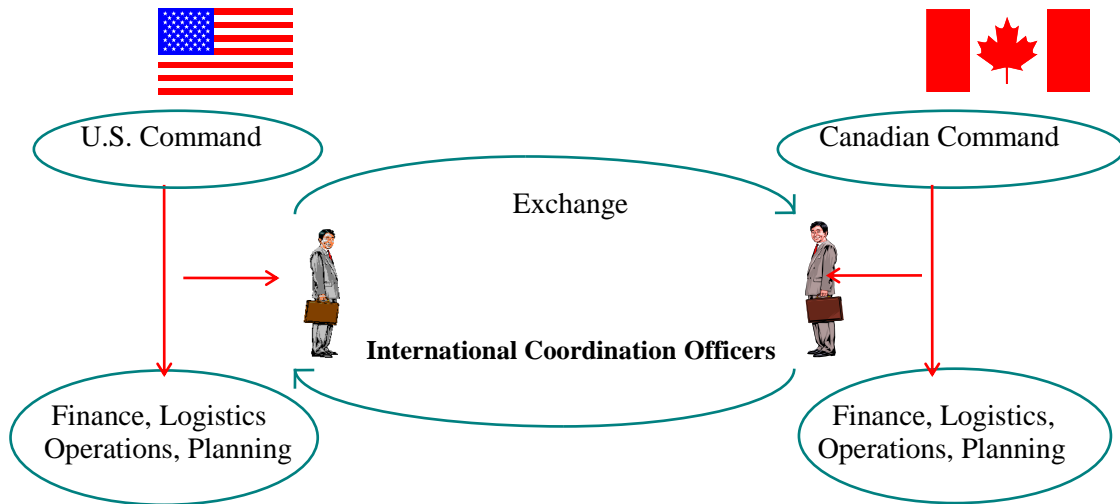 U.S. Command
Canadian Command
Exchange
International Coordination Officers
Finance, Logistics
Operations, Planning
Finance, Logistics,
Operations, Planning